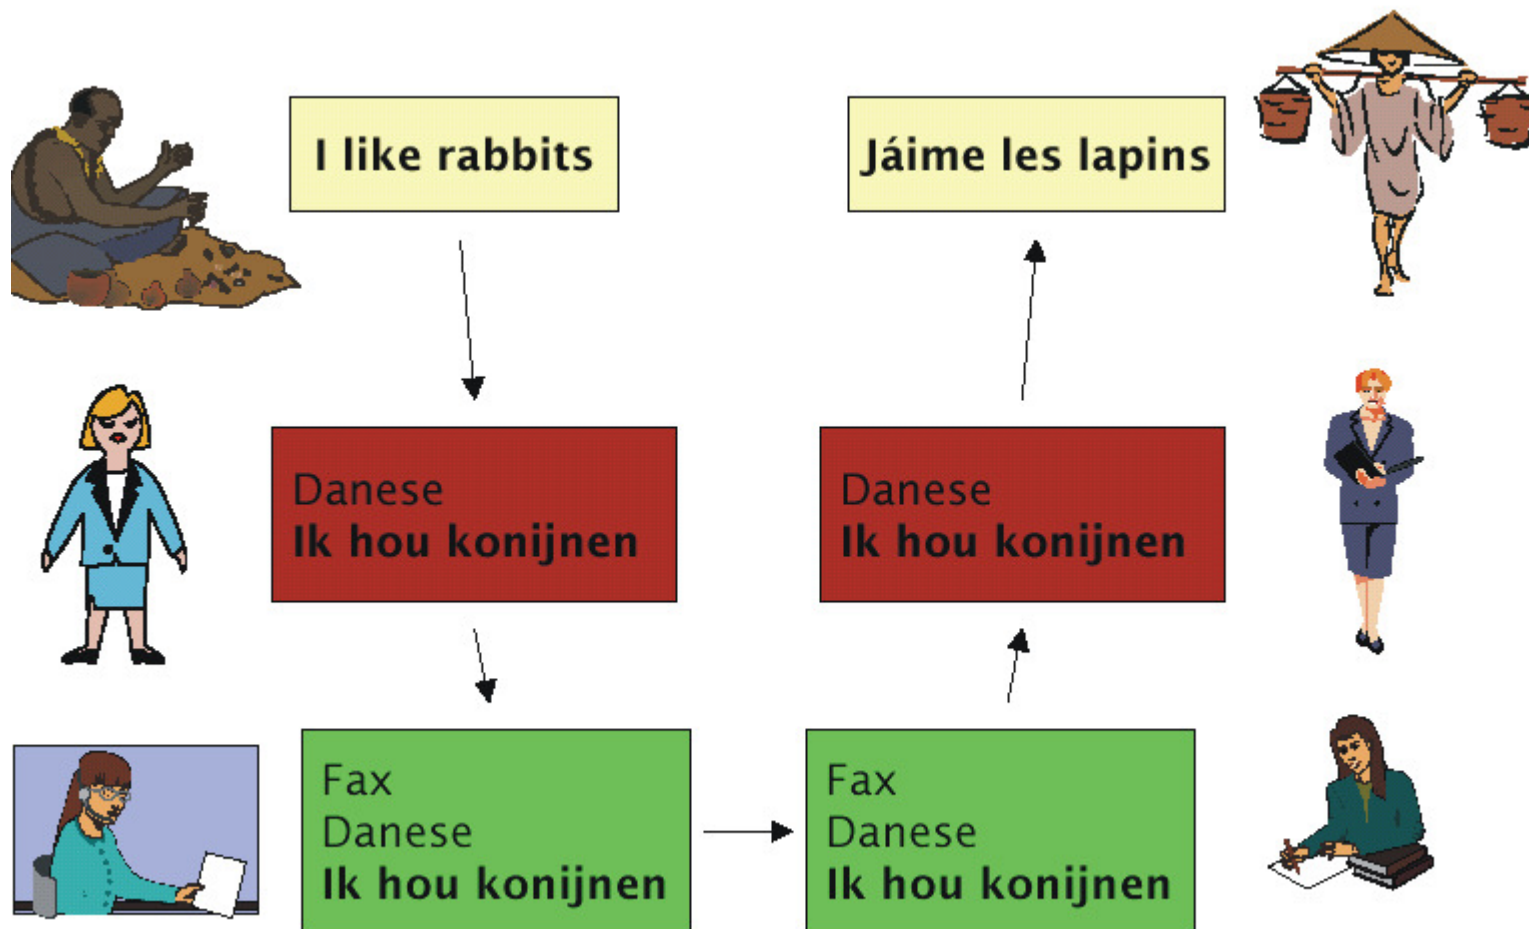 I like rabbits
Jáime les lapins
Danese
Ik hou konijnen
Danese
Ik hou konijnen
Fax
Danese
Ik hou konijnen
Fax
Danese
Ik hou konijnen